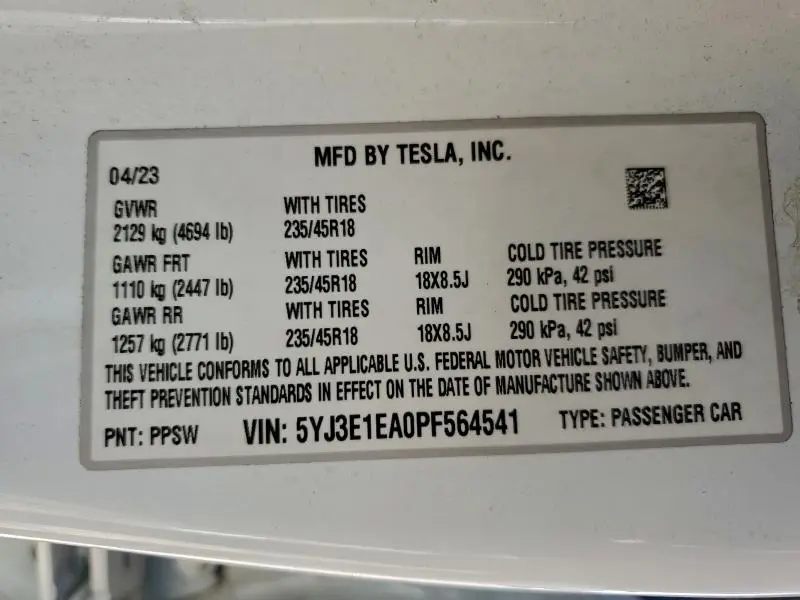 MFD BY TESLA, INC.
04/23
GVWR WITH TIRES
2129 kg (4694 lb) 235/45R18
GAWR FRT WITH TIRES RIM COLD TIRE PRESSURE
1110 kg (2447 lb) 235/45R18 18X8.5J 290 kPa, 42 psi
GAWR RR WITH TIRES RIM COLD TIRE PRESSURE
1257 kg (2771 lb) 235/45R18 18X8.5J 290 kPa, 42 psi
THIS VEHICLE CONFORMS TO ALL APPLICABLE U.S. FEDERAL MOTOR VEHICLE SAFETY, BUMPER, AND
THEFT PREVENTION STANDARDS IN EFFECT ON THE DATE OF MANUFACTURE SHOWN ABOVE.
PNT: PPSW VIN: 5YJ3E1EA0PF564541 TYPE: PASSENGER CAR